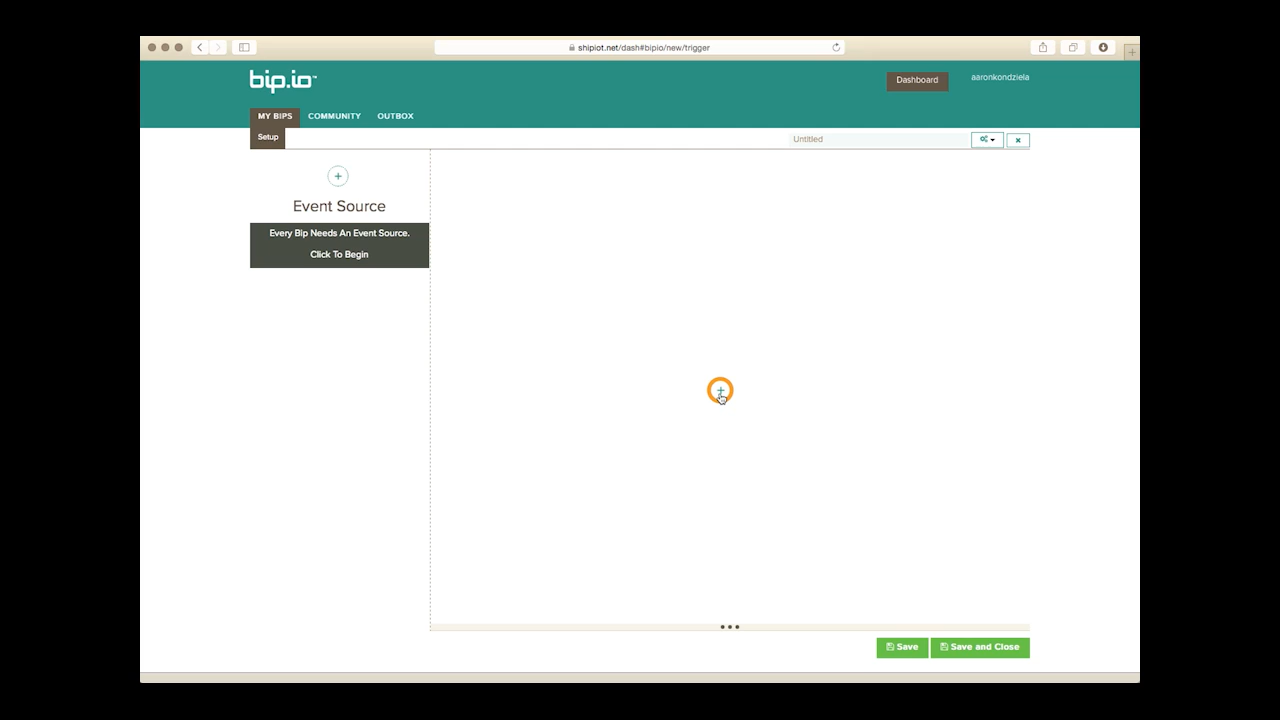 shipiot.net/dash#bipio/new/trigger
bip.io™
Dashboard
aaronkondziela
MY BIPS
COMMUNITY
OUTBOX
Setup
Untitled
Event Source
Every Bip Needs An Event Source.
Click To Begin
Save
Save and Close